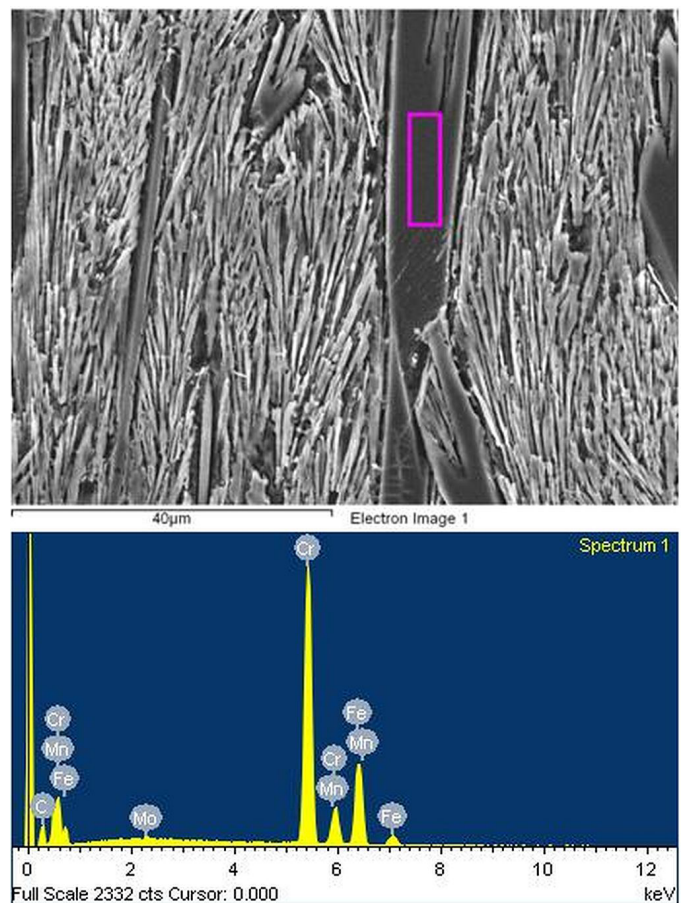 40µm
Electron Image 1
Spectrum 1
Cr
Cr
Fe
Mn
Mn
Cr
Fe
Mn
C
Mo
Fe
0 2 4 6 8 10 12
Full Scale 2332 cts Cursor: 0.000
keV